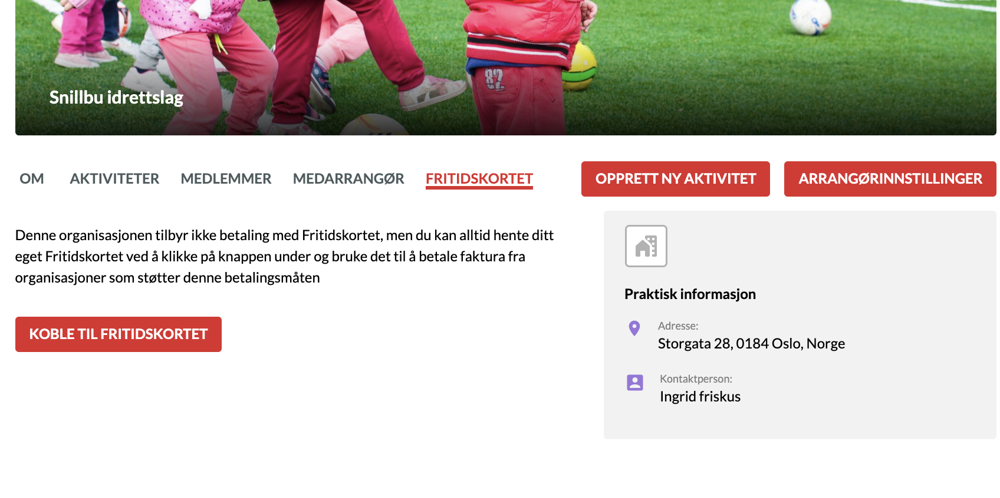 82
Snillbu idrettslag
OM AKTIVITETER MEDLEMMER MEDARRANGØR FRITIDSKORTET OPPRETT NY AKTIVITET ARRANGØRINNSTILLINGER
Denne organisasjonen tilbyr ikke betaling med Fritidskortet, men du kan alltid hente ditt
eget Fritidskortet ved å klikke på knappen under og bruke det til å betale faktura fra
organisasjoner som støtter denne betalingsmåten
KOBLE TIL FRITIDSKORTET
Praktisk informasjon
Adresse:
Storgata 28, 0184 Oslo, Norge
Kontaktperson:
Ingrid friskus